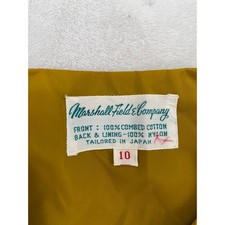 Marshall Field & Company
FRONT : 100% COMBED COTTON
BACK & LINING - 100% NYLON
TAILORED IN JAPAN
10